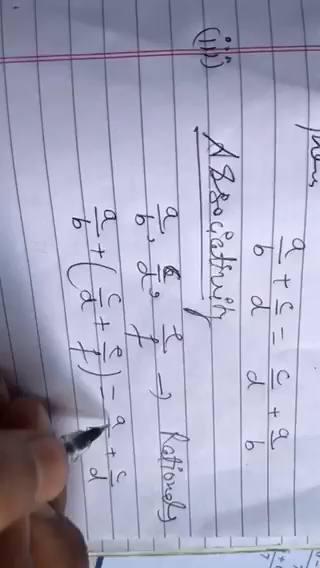 a/b + c/d = c/d + a/b
(iii) Associativity
a/b, c/d, e/f → Rationals
a/b + (c/d + e/f) = a + c/d